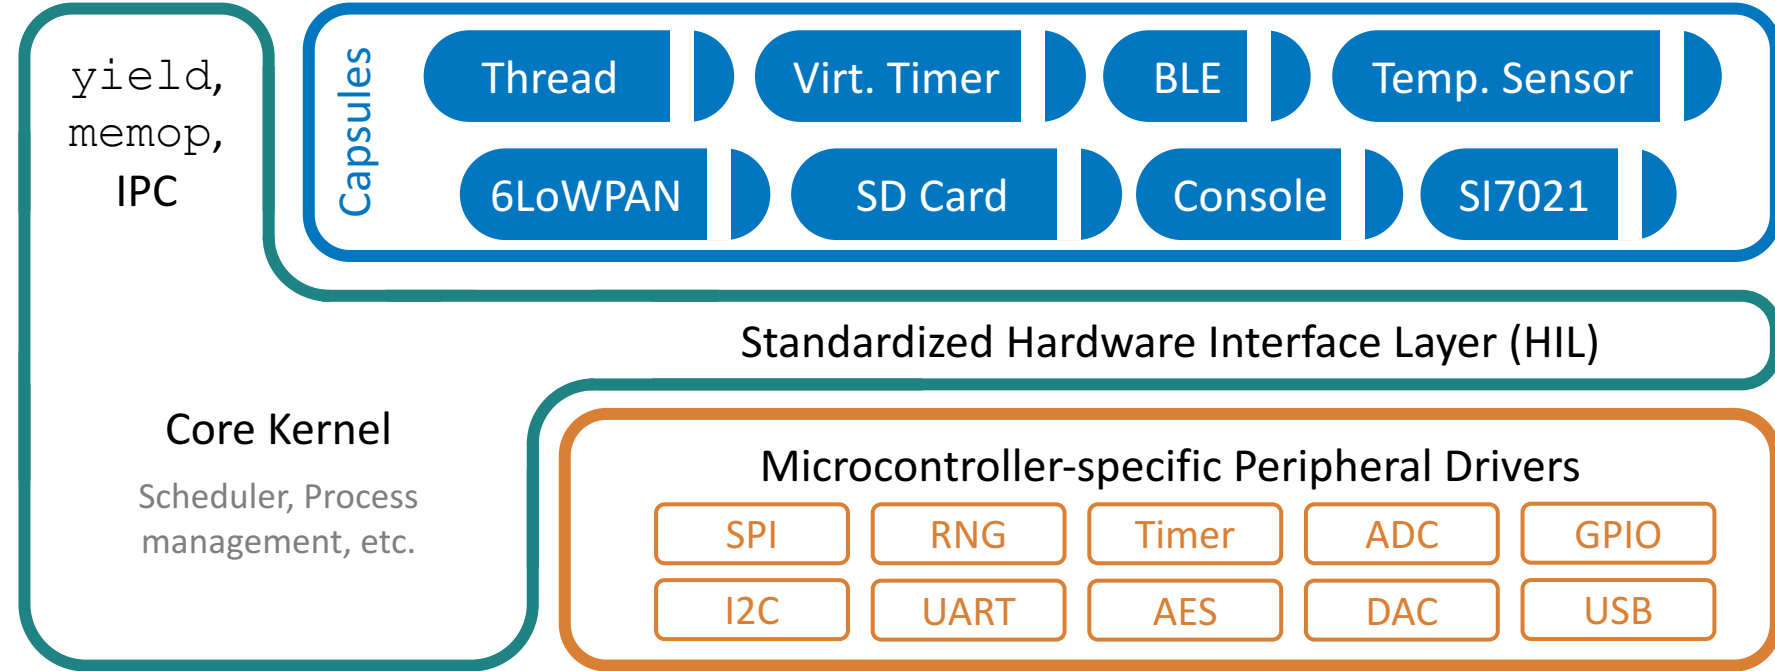 yield,
memop,
IPC
Capsules
Thread
Virt. Timer
BLE
Temp. Sensor
6LoWPAN
SD Card
Console
SI7021
Standardized Hardware Interface Layer (HIL)
Core Kernel
Scheduler, Process
management, etc.
Microcontroller-specific Peripheral Drivers
SPI
RNG
Timer
ADC
GPIO
I2C
UART
AES
DAC
USB